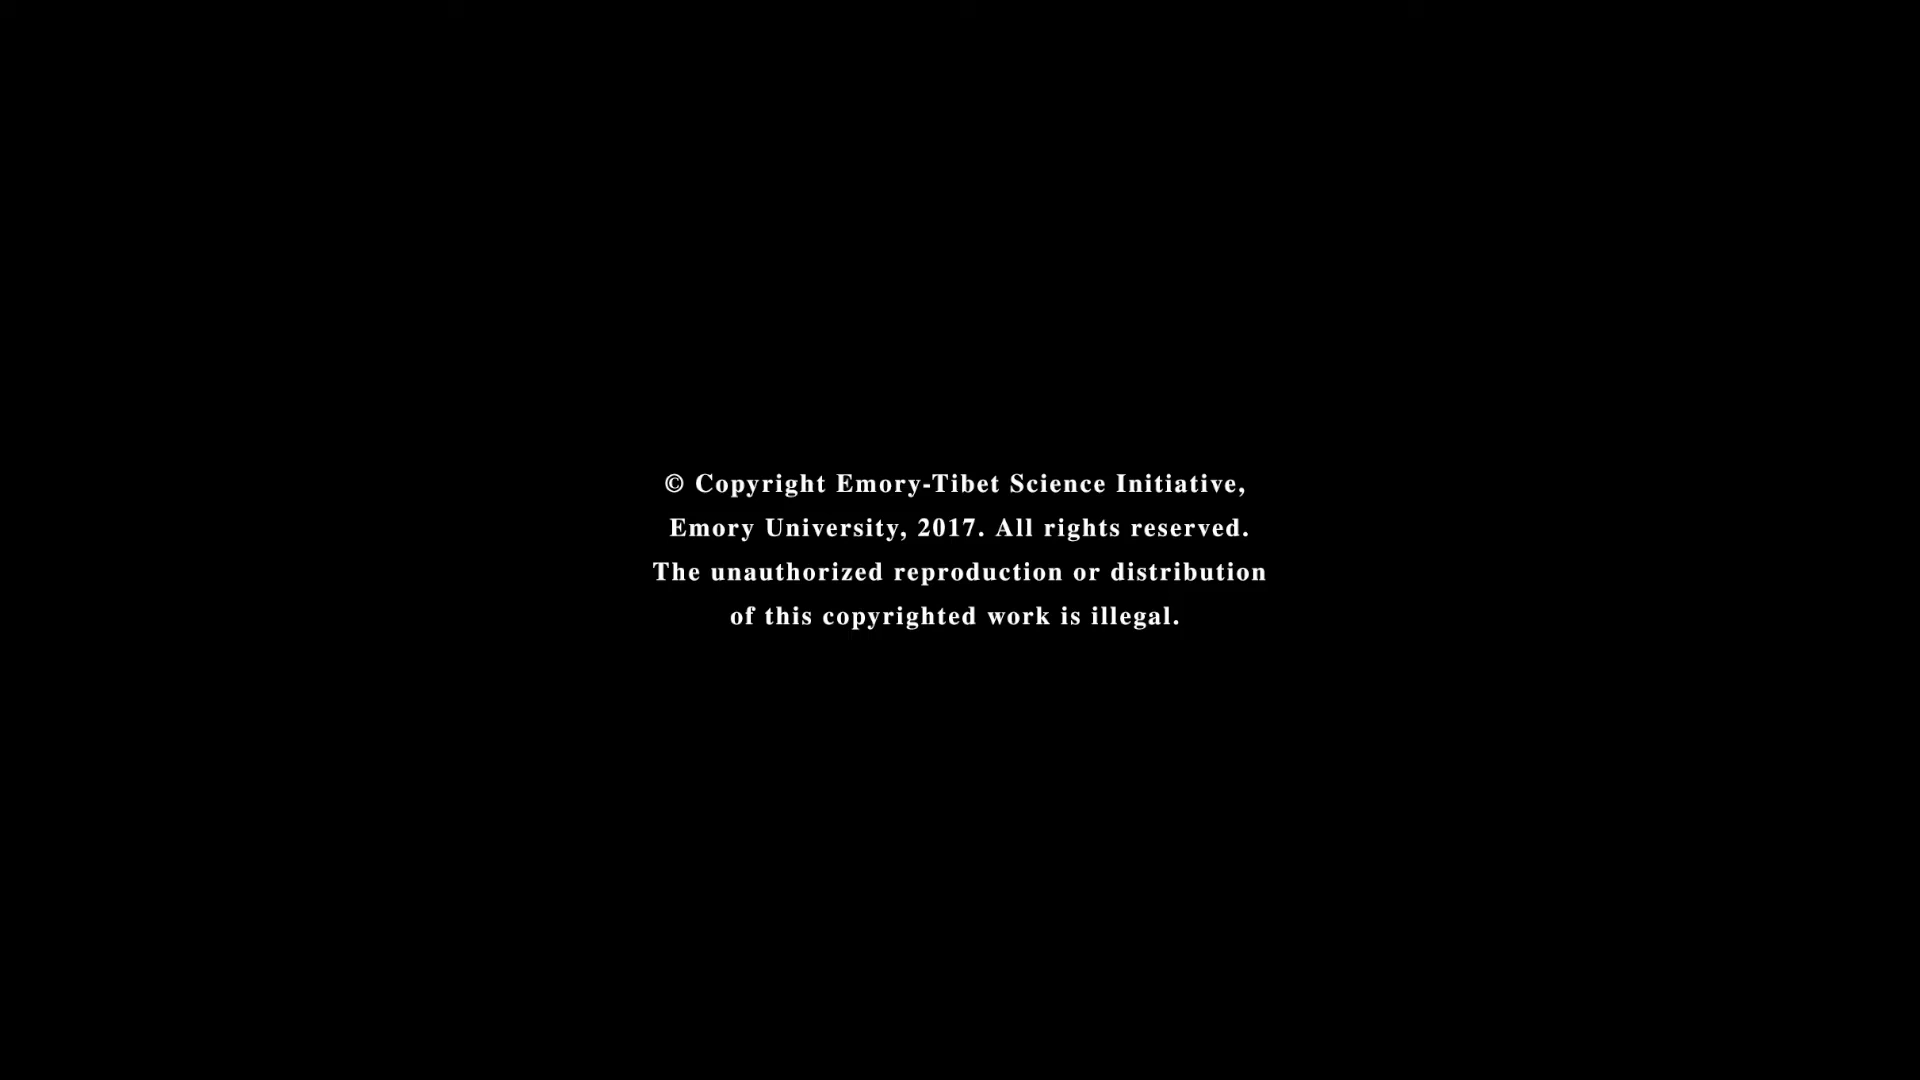 © Copyright Emory-Tibet Science Initiative,
Emory University, 2017. All rights reserved.
The unauthorized reproduction or distribution
of this copyrighted work is illegal.